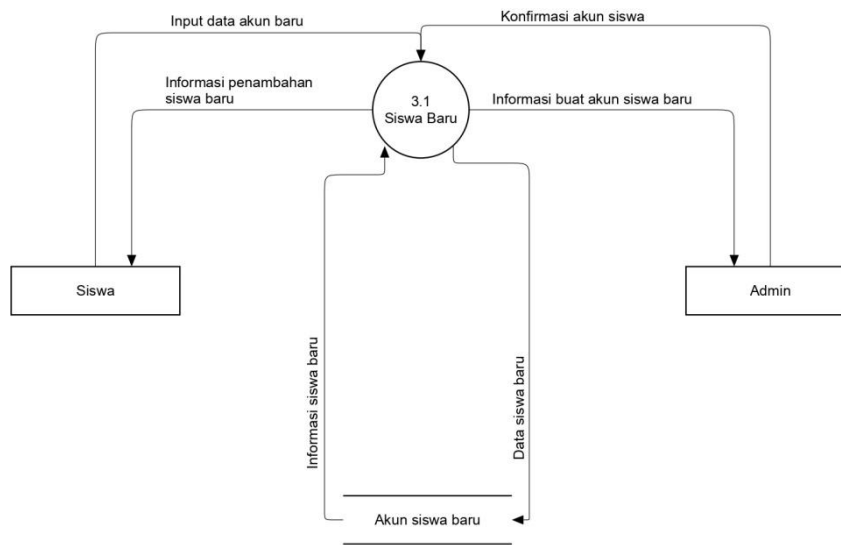 Input data akun baru
Konfirmasi akun siswa
Informasi penambahan
siswa baru
3.1
Siswa Baru
Informasi buat akun siswa baru
Siswa
Admin
Informasi siswa baru
Data siswa baru
Akun siswa baru